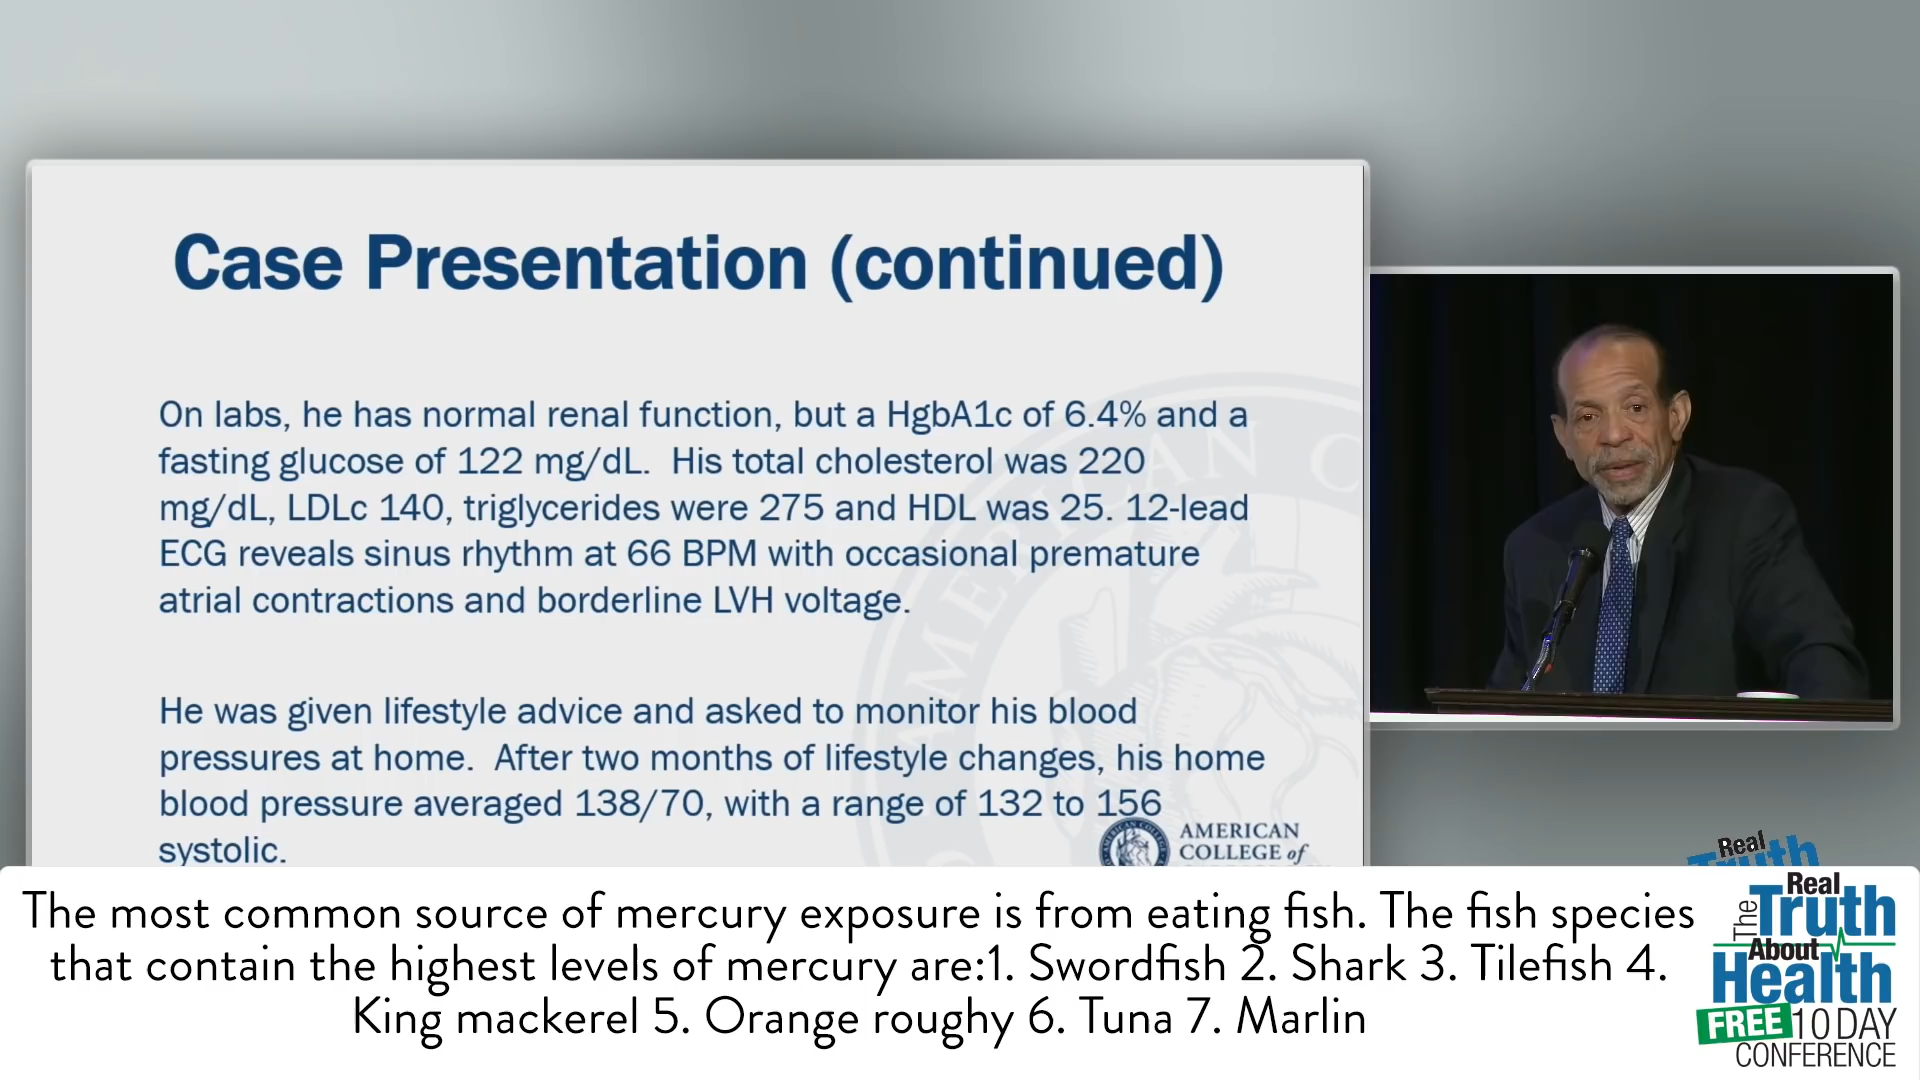 Case Presentation (continued)
On labs, he has normal renal function, but a HgbA1c of 6.4% and a
fasting glucose of 122 mg/dL.  His total cholesterol was 220
mg/dL, LDLc 140, triglycerides were 275 and HDL was 25. 12-lead
ECG reveals sinus rhythm at 66 BPM with occasional premature
atrial contractions and borderline LVH voltage.
He was given lifestyle advice and asked to monitor his blood
pressures at home.  After two months of lifestyle changes, his home
blood pressure averaged 138/70, with a range of 132 to 156
systolic.
AMERICAN
COLLEGE of
AMERICAN C
The most common source of mercury exposure is from eating fish. The fish species
that contain the highest levels of mercury are:1. Swordfish 2. Shark 3. Tilefish 4.
King mackerel 5. Orange roughy 6. Tuna 7. Marlin
Real
Truth
The Real
Truth
About
Health
FREE 10 DAY
CONFERENCE